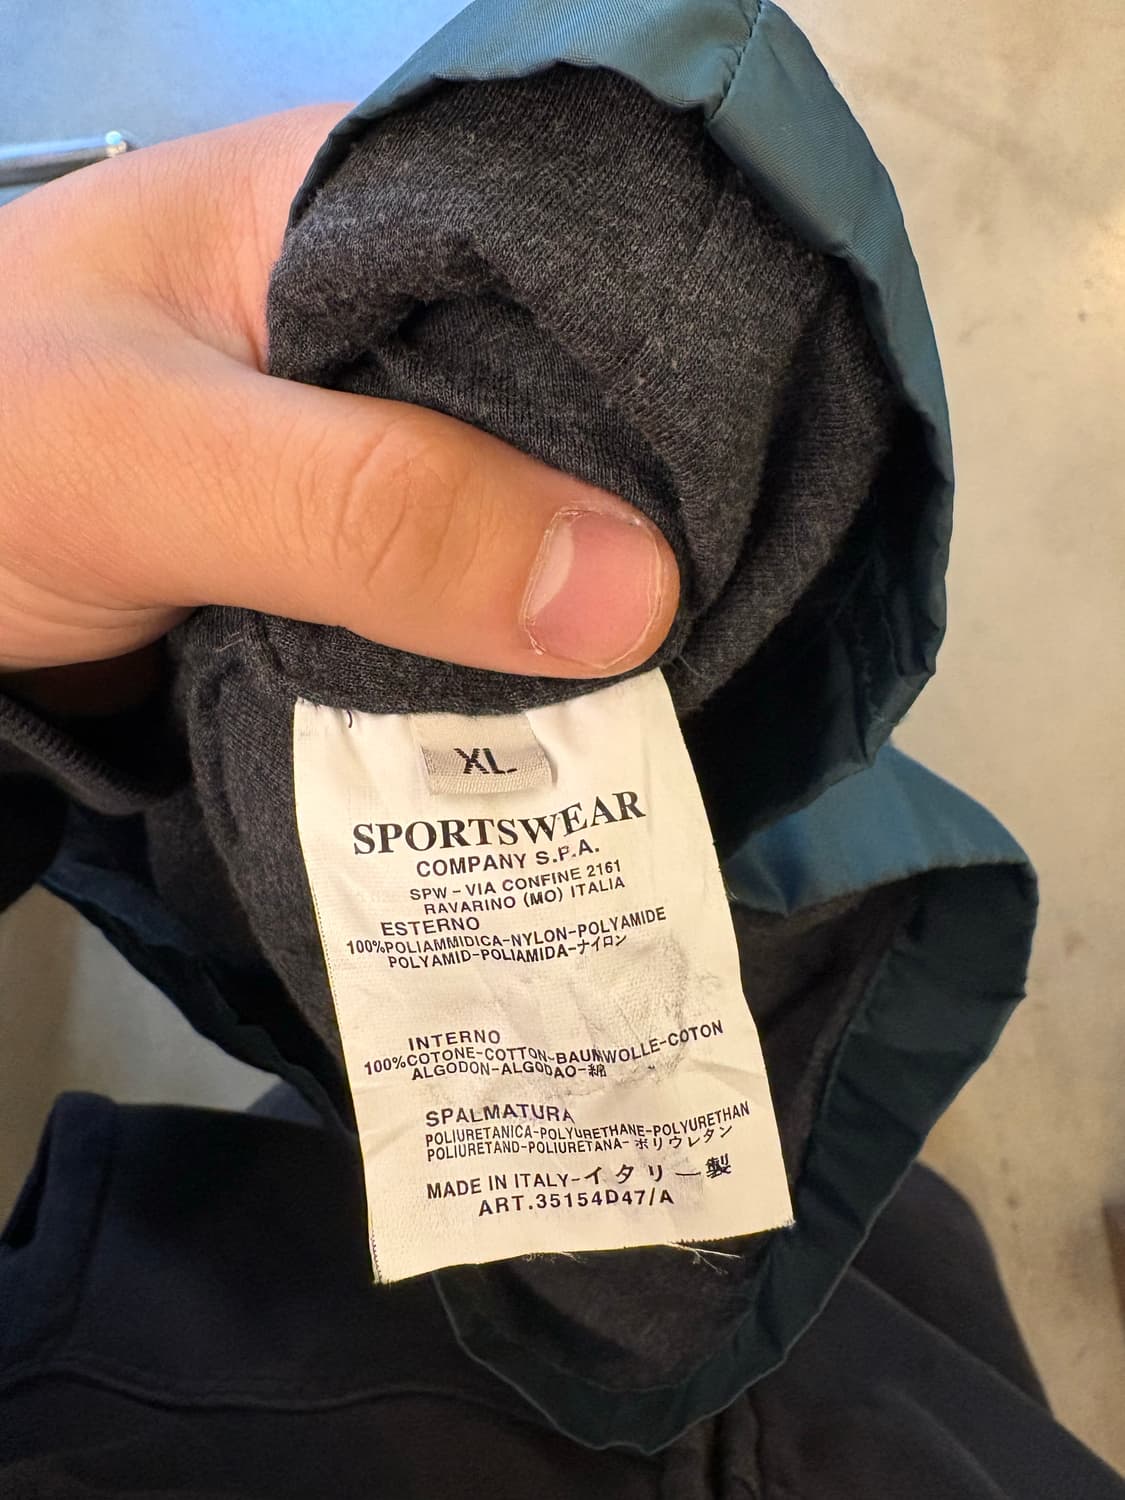 XL
SPORTSWEAR
COMPANY S.P.A.
SPW-VIA CONFINE 2161
RAVARINO (MO) ITALIA
ESTERNO
100%POLIAMMIDICA-NYLON-POLYAMIDE
POLYAMID-POLIAMIDA-ナイロン
INTERNO
100%COTONE-COTTON-BAUMWOLLE-COTON
ALGODON-ALGODAO-綿
SPALMATURA
POLIURETANICA-POLYURETHANE-POLYURETHAN
POLIURETAND-POLIURETANA-ポリウレタン
MADE IN ITALY-イタリー製
ART.35154D47/A